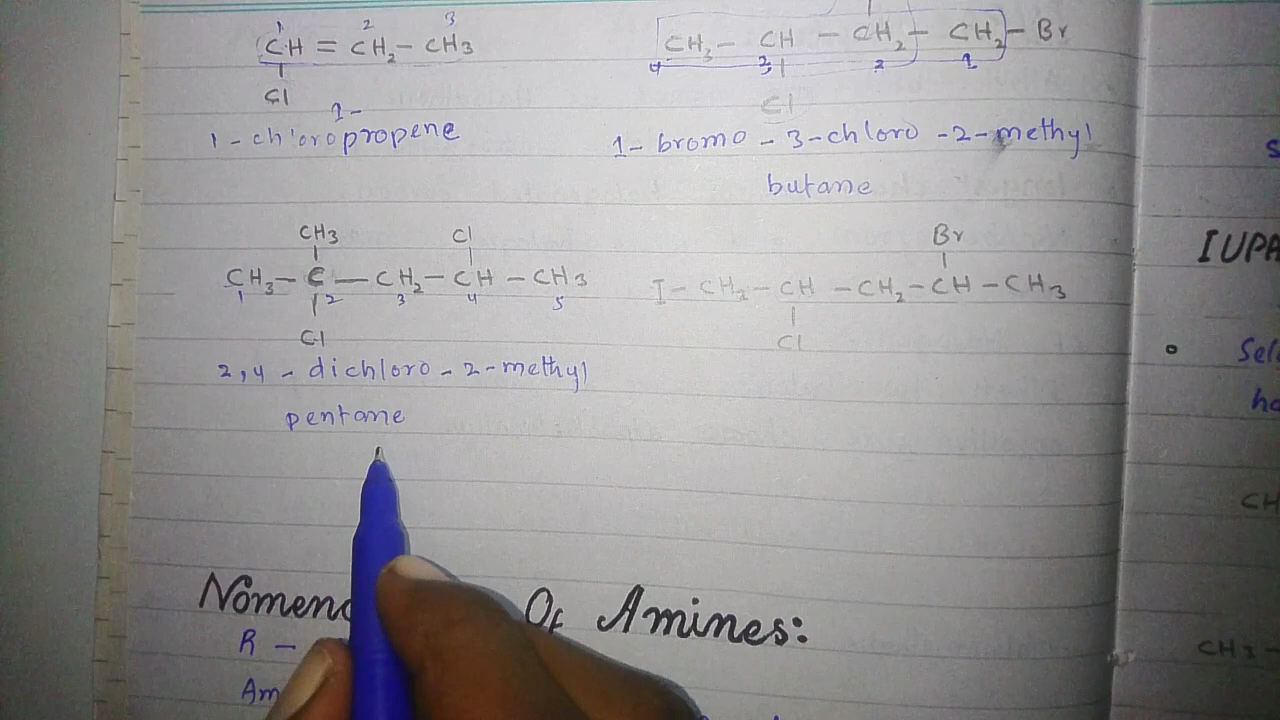 1 2 3
CH = CH2 - CH3
Cl
1-
1 - chloropropene
CH3 - CH - CH2 - CH2 - Br
4 3 2 1
Cl
1- bromo - 3-chloro -2-methyl
butane
CH3 Cl
CH3 - C - CH2 - CH - CH3
1 2 3 4 5
Cl
2,4 - dichloro - 2-methyl
pentane
Br
I - CH2 - CH - CH2 - CH - CH3
Cl
Of Amines:
R -
IUPA
CH3 -